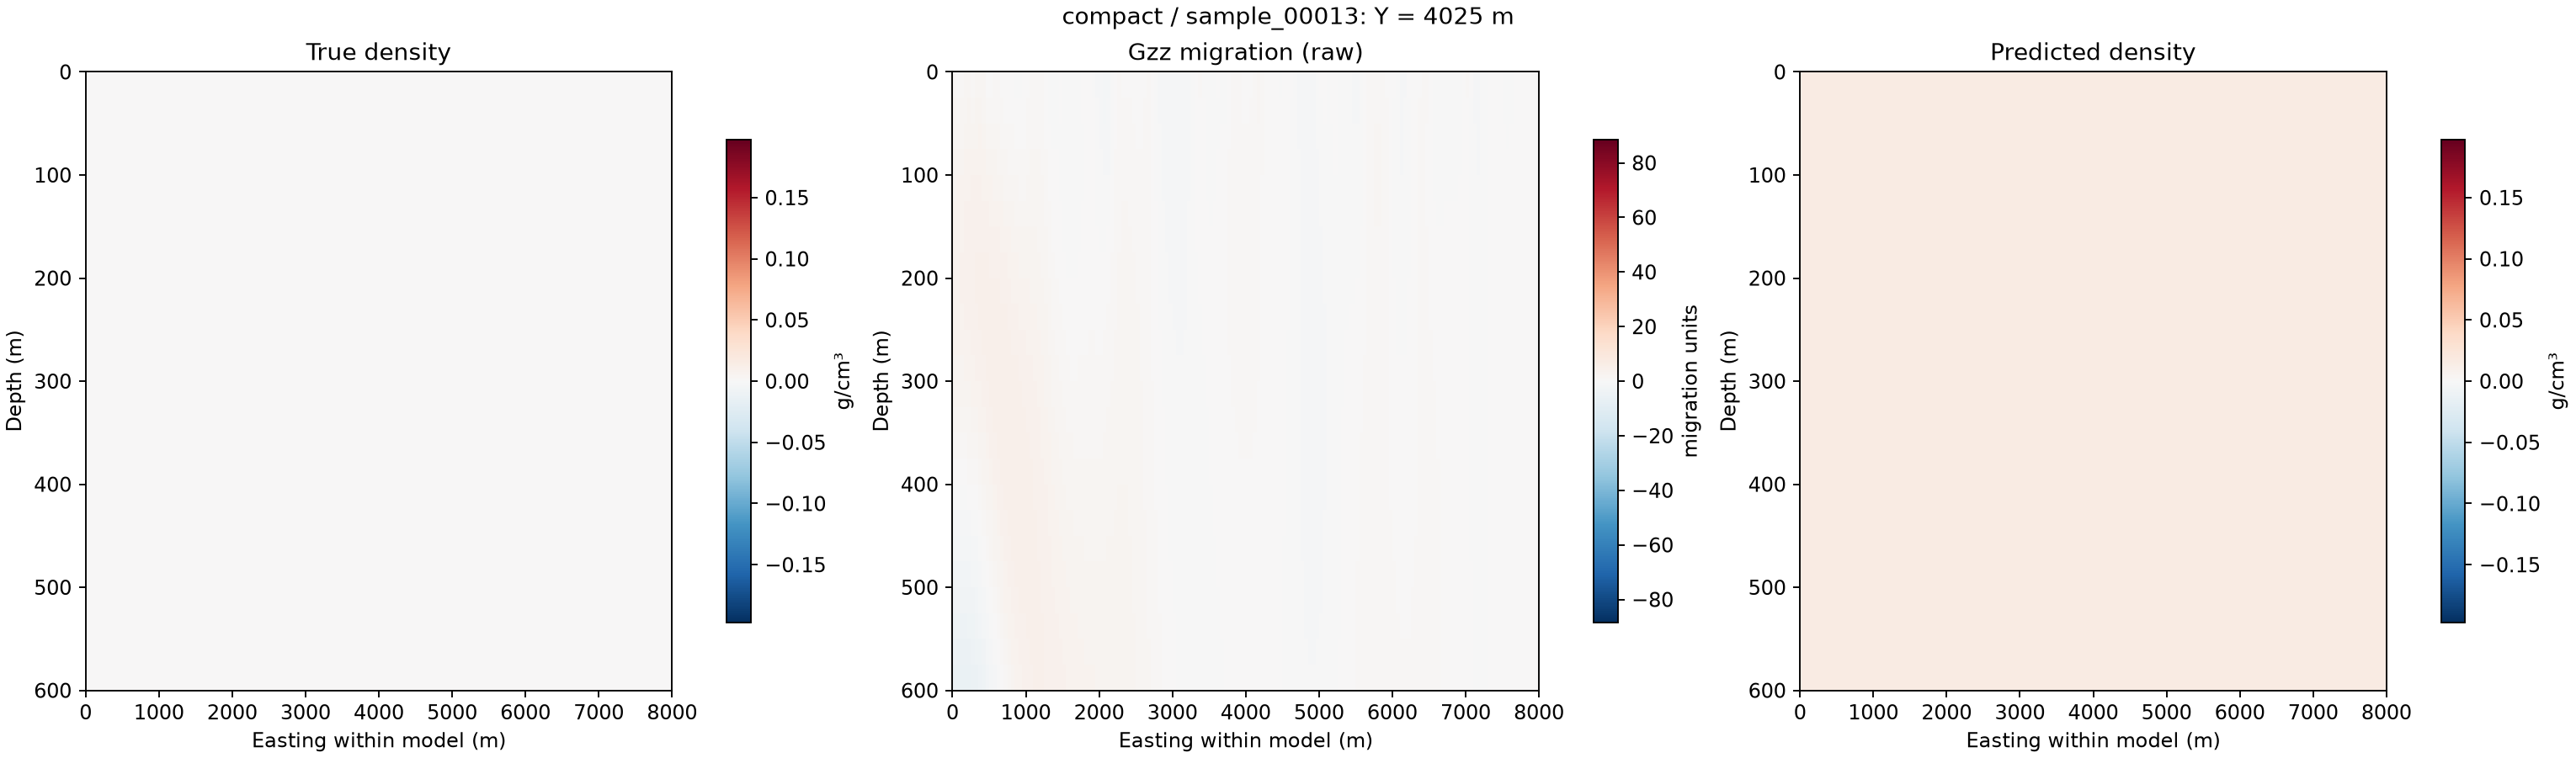 compact / sample_00013: Y = 4025 m
True density
Gzz migration (raw)
Predicted density
0
100
200
300
400
500
600
Depth (m)
0 1000 2000 3000 4000 5000 6000 7000 8000
Easting within model (m)
0.15
0.10
0.05
0.00
−0.05
−0.10
−0.15
g/cm³
0
100
200
300
400
500
600
Depth (m)
0 1000 2000 3000 4000 5000 6000 7000 8000
Easting within model (m)
80
60
40
20
0
−20
−40
−60
−80
migration units
0
100
200
300
400
500
600
Depth (m)
0 1000 2000 3000 4000 5000 6000 7000 8000
Easting within model (m)
0.15
0.10
0.05
0.00
−0.05
−0.10
−0.15
g/cm³